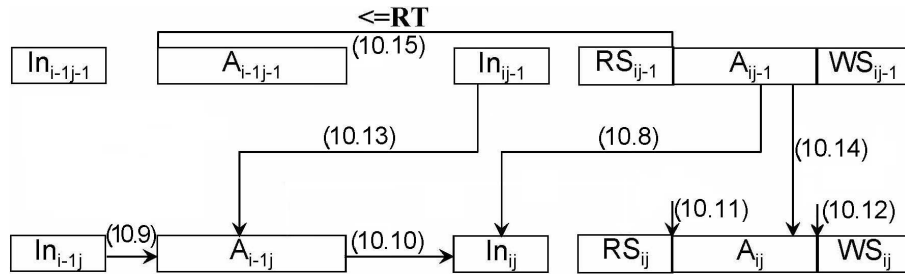 <=RT
(10.15)
In_{i-1j-1} A_{i-1j-1} In_{ij-1} RS_{ij-1} A_{ij-1} WS_{ij-1}
(10.13) (10.8) (10.14)
(10.11) (10.12)
(10.9) (10.10)
In_{i-1j} A_{i-1j} In_{ij} RS_{ij} A_{ij} WS_{ij}